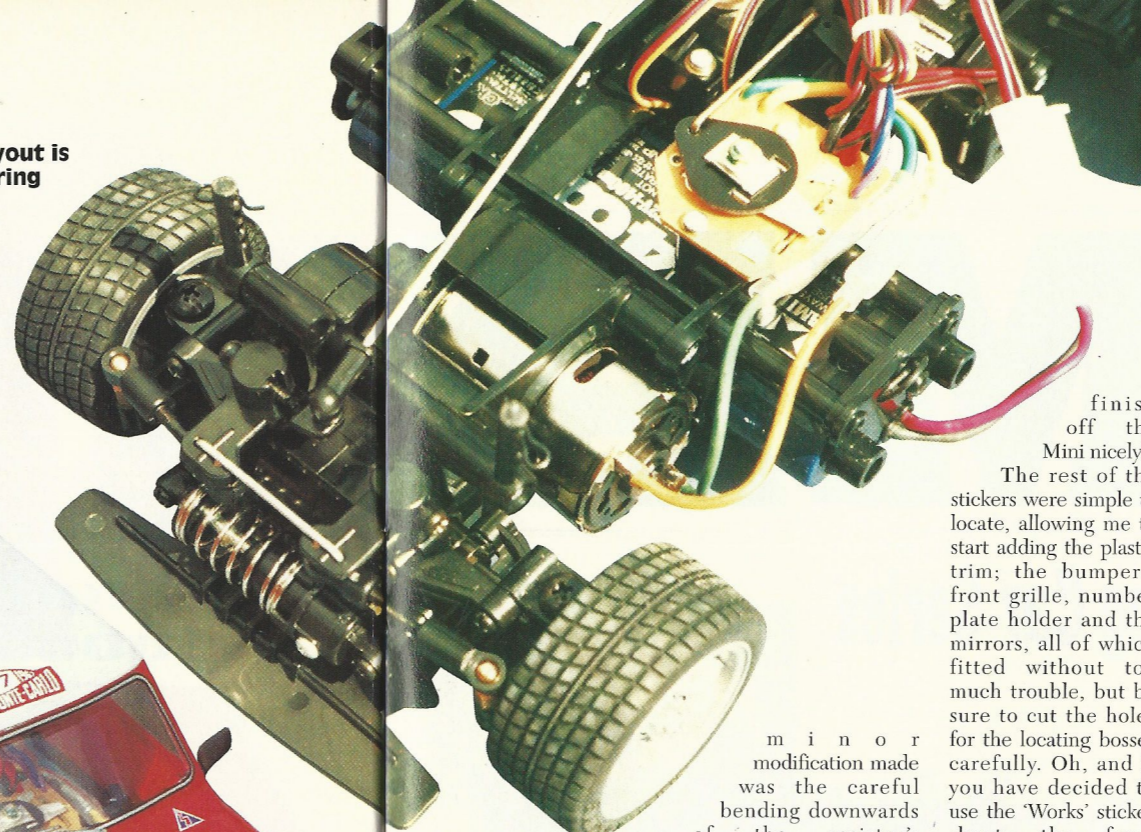 yout is
ring
MONTE-CARLO
m i n o r
modification made
was the careful
bending downwards
finis
off th
Mini nicely
The rest of th
stickers were simple t
locate, allowing me t
start adding the plast
trim; the bumper
front grille, numbe
plate holder and th
mirrors, all of whic
fitted without to
much trouble, but b
sure to cut the hole
for the locating bosse
carefully. Oh, and
you have decided t
use the ‘Works’ sticke